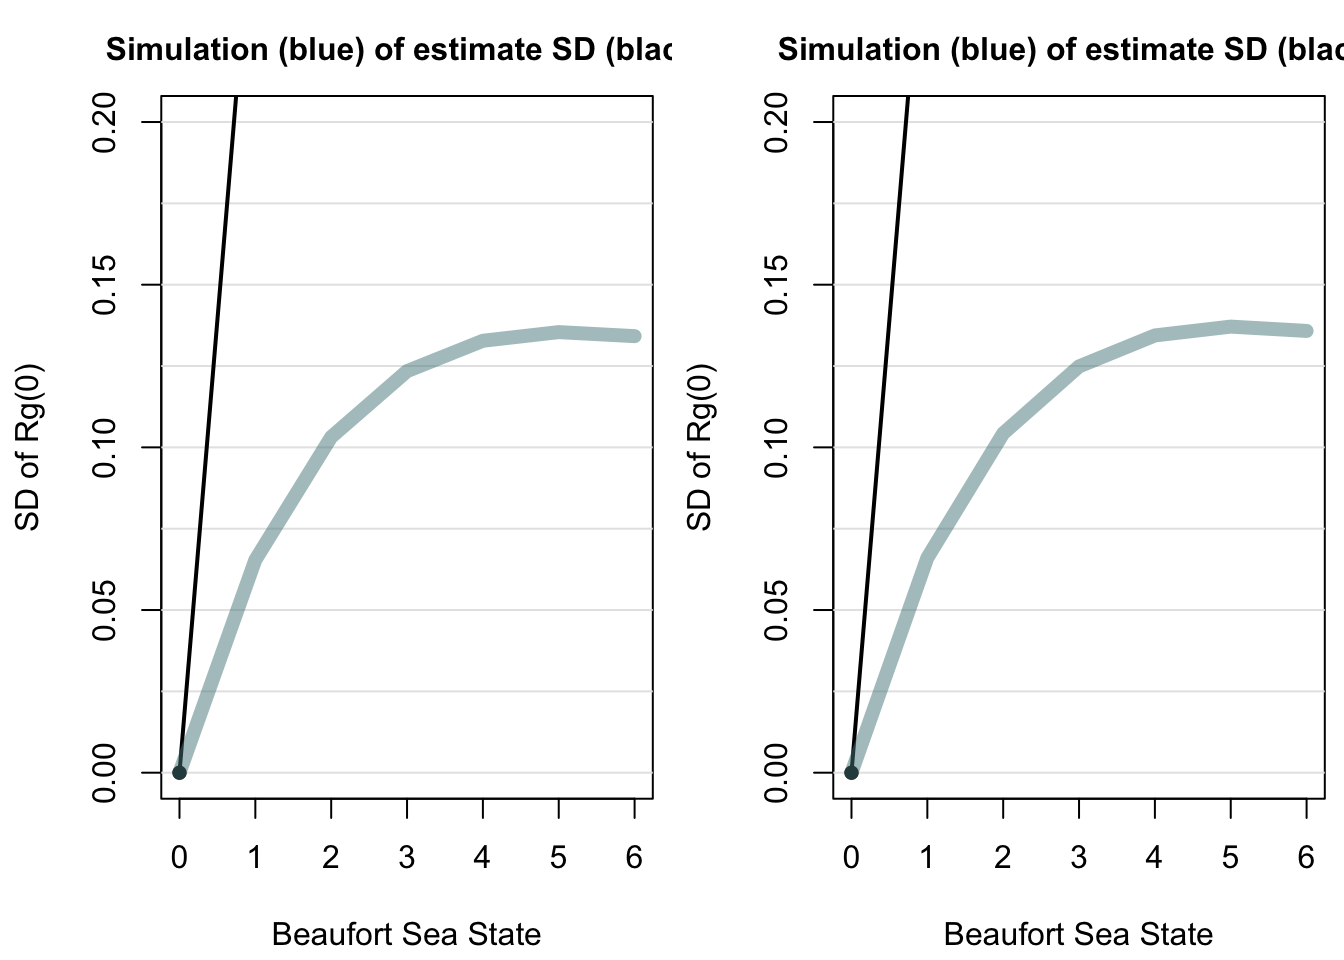 Simulation (blue) of estimate SD (blac
SD of Rg(0)
0.20
0.15
0.10
0.05
0.00
0 1 2 3 4 5 6
Beaufort Sea State
Simulation (blue) of estimate SD (blac
SD of Rg(0)
0.20
0.15
0.10
0.05
0.00
0 1 2 3 4 5 6
Beaufort Sea State